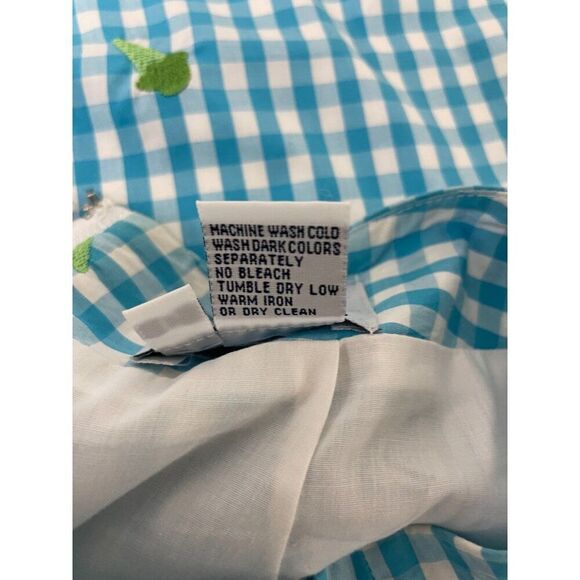 MACHINE WASH COLD
WASH DARK COLORS
SEPARATELY
NO BLEACH
TUMBLE DRY LOW
WARM IRON
OR DRY CLEAN